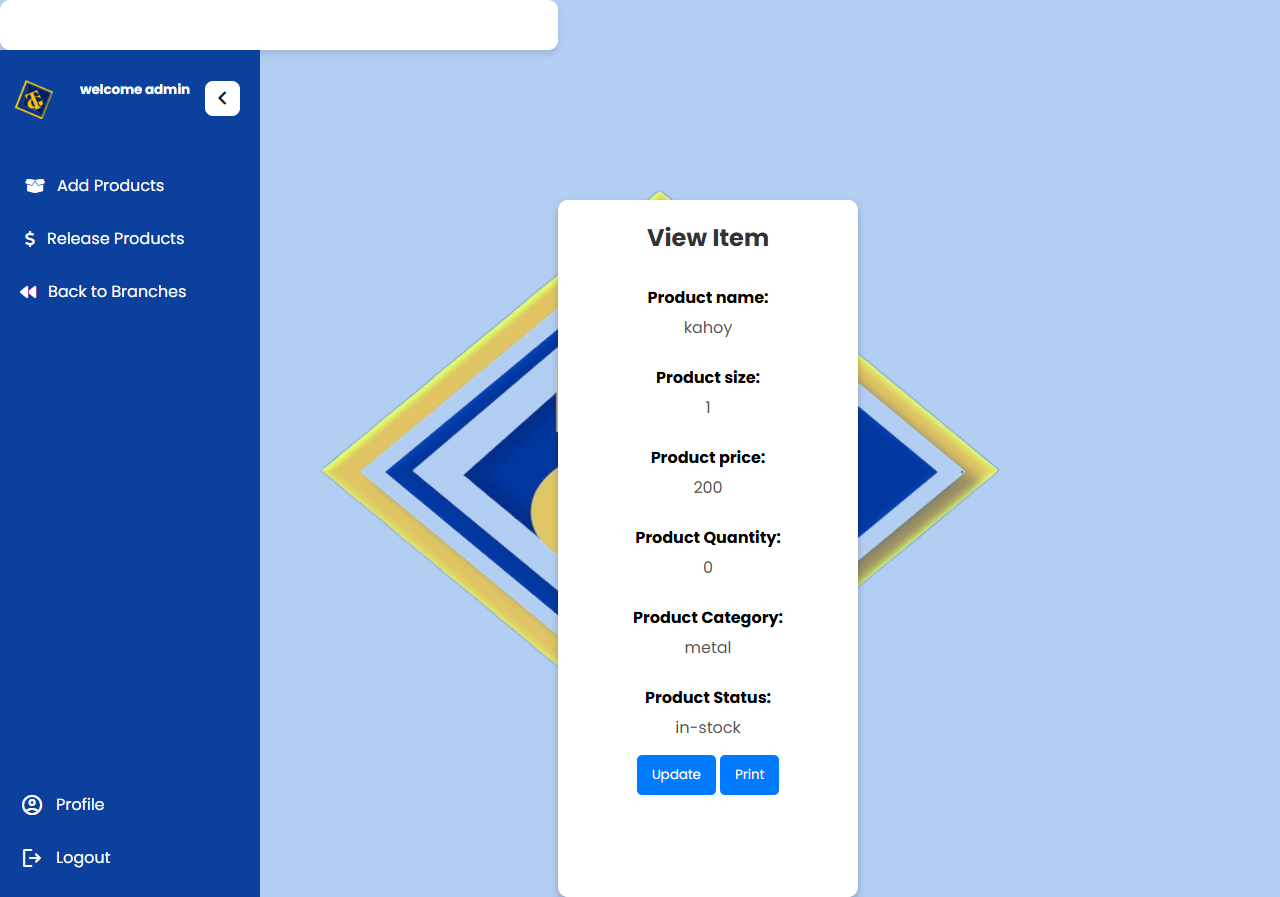 welcome admin
Add Products
Release Products
Back to Branches
Profile
Logout
View Item
Product name:
kahoy
Product size:
1
Product price:
200
Product Quantity:
0
Product Category:
metal
Product Status:
in-stock
Update Print